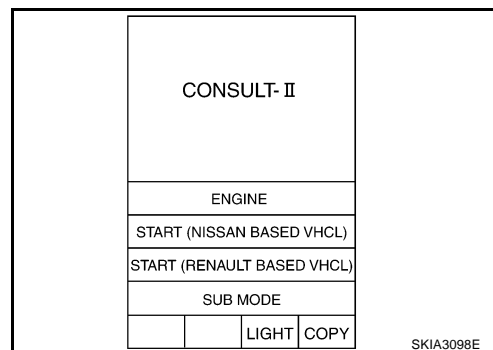 CONSULT-II
ENGINE
START (NISSAN BASED VHCL)
START (RENAULT BASED VHCL)
SUB MODE
LIGHT COPY
SKIA3098E